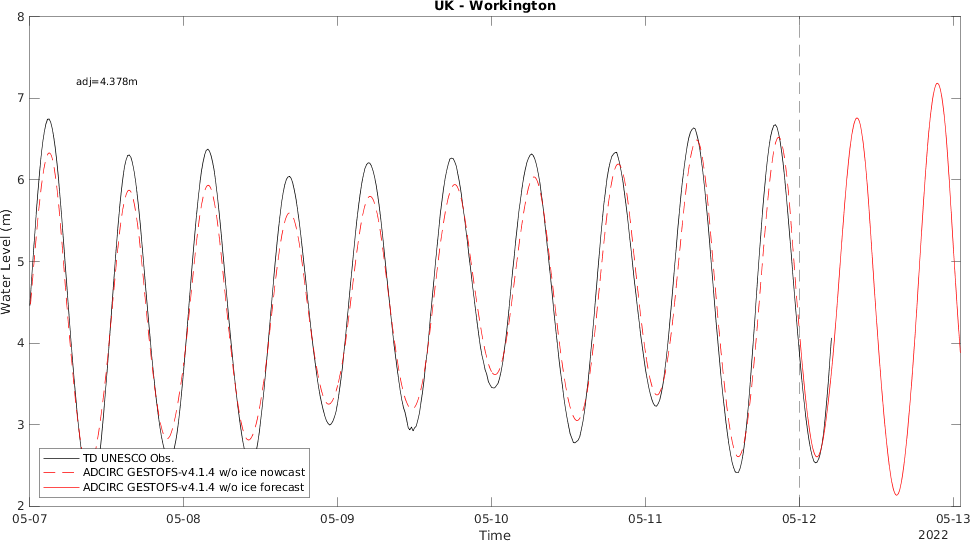 UK - Workington
8
adj=4.378m
7
6
5
4
3
2
Water Level (m)
TD UNESCO Obs.
ADCIRC GESTOFS-v4.1.4 w/o ice nowcast
ADCIRC GESTOFS-v4.1.4 w/o ice forecast
05-07 05-08 05-09 05-10 05-11 05-12 05-13
Time
2022